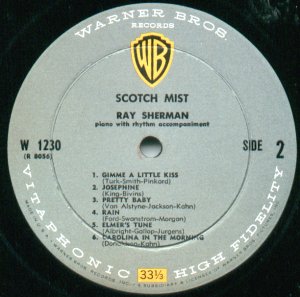 WARNER BROS.
RECORDS
WB
SCOTCH MIST
RAY SHERMAN
piano with rhythm accompaniment
W 1230
(R 8056)
SIDE 2
1. GIMME A LITTLE KISS
(Turk-Smith-Pinkard)
2. JOSEPHINE
(King-Bivins)
3. PRETTY BABY
(Van Alstyne-Jackson-Kahn)
4. RAIN
(Ford-Swanstrom-Morgan)
5. ELMER'S TUNE
(Albright-Gallop-Jurgens)
6. CAROLINA IN THE MORNING
(Donaldson-Kahn)
VITAPHONIC HIGH FIDELITY
33⅓